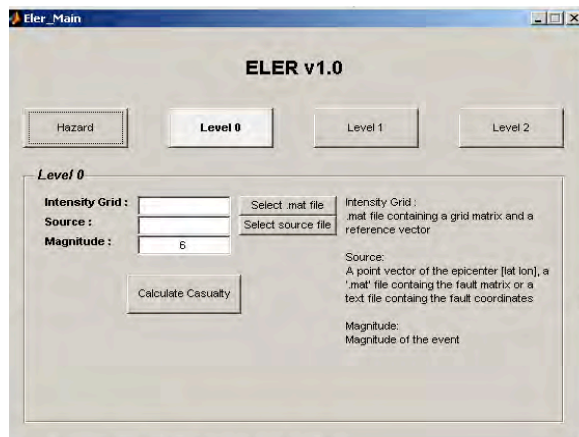 Eler_Main
ELER v1.0
Hazard
Level 0
Level 1
Level 2
Level 0
Intensity Grid :
Select .mat file
Source :
Select source file
Magnitude :
6
Calculate Casualty
Intensity Grid :
.mat file containing a grid matrix and a
reference vector
Source:
A point vector of the epicenter [lat lon], a
'.mat' file containg the fault matrix or a
text file containg the fault coordinates
Magnitude:
Magnitude of the event